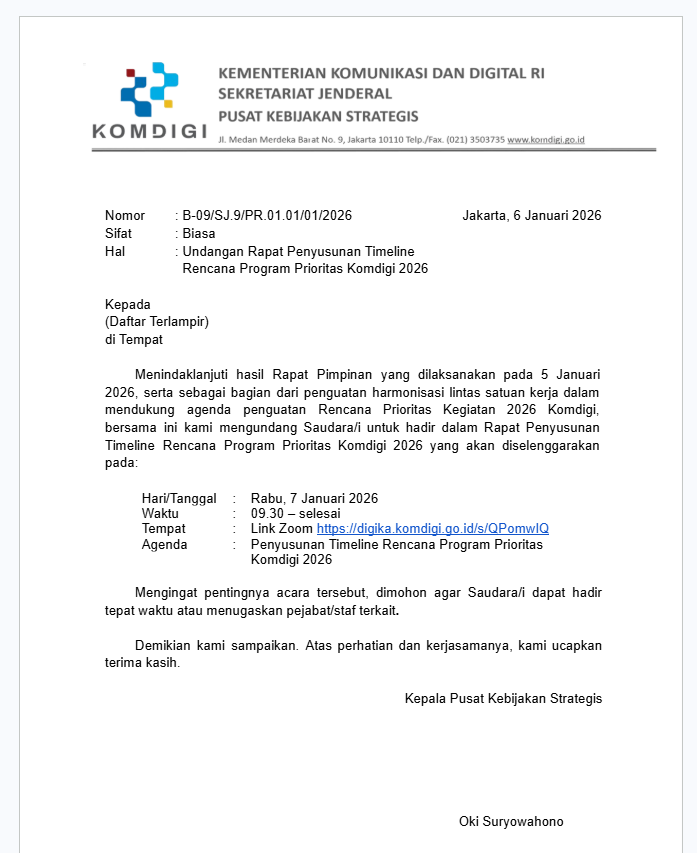 KOMDIGI
KEMENTERIAN KOMUNIKASI DAN DIGITAL RI
SEKRETARIAT JENDERAL
PUSAT KEBIJAKAN STRATEGIS
Jl. Medan Merdeka Barat No. 9, Jakarta 10110 Telp./Fax. (021) 3503735 www.komdigi.go.id
Nomor : B-09/SJ.9/PR.01.01/01/2026 Jakarta, 6 Januari 2026
Sifat : Biasa
Hal : Undangan Rapat Penyusunan Timeline
Rencana Program Prioritas Komdigi 2026
Kepada
(Daftar Terlampir)
di Tempat
Menindaklanjuti hasil Rapat Pimpinan yang dilaksanakan pada 5 Januari
2026, serta sebagai bagian dari penguatan harmonisasi lintas satuan kerja dalam
mendukung agenda penguatan Rencana Prioritas Kegiatan 2026 Komdigi,
bersama ini kami mengundang Saudara/i untuk hadir dalam Rapat Penyusunan
Timeline Rencana Program Prioritas Komdigi 2026 yang akan diselenggarakan
pada:
Hari/Tanggal : Rabu, 7 Januari 2026
Waktu : 09.30 – selesai
Tempat : Link Zoom https://digika.komdigi.go.id/s/QPomwIQ
Agenda : Penyusunan Timeline Rencana Program Prioritas
Komdigi 2026
Mengingat pentingnya acara tersebut, dimohon agar Saudara/i dapat hadir
tepat waktu atau menugaskan pejabat/staf terkait.
Demikian kami sampaikan. Atas perhatian dan kerjasamanya, kami ucapkan
terima kasih.
Kepala Pusat Kebijakan Strategis
Oki Suryowahono